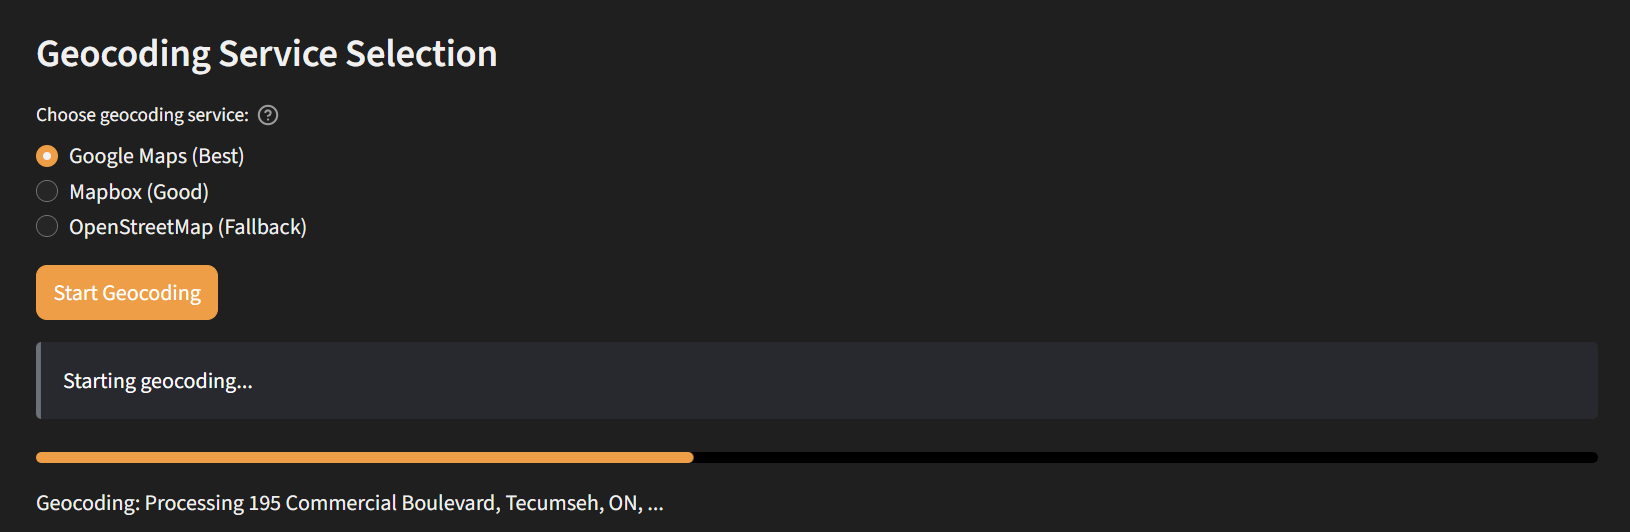 Geocoding Service Selection
Choose geocoding service: ?
Google Maps (Best)
Mapbox (Good)
OpenStreetMap (Fallback)
Start Geocoding
Starting geocoding...
Geocoding: Processing 195 Commercial Boulevard, Tecumseh, ON, ...